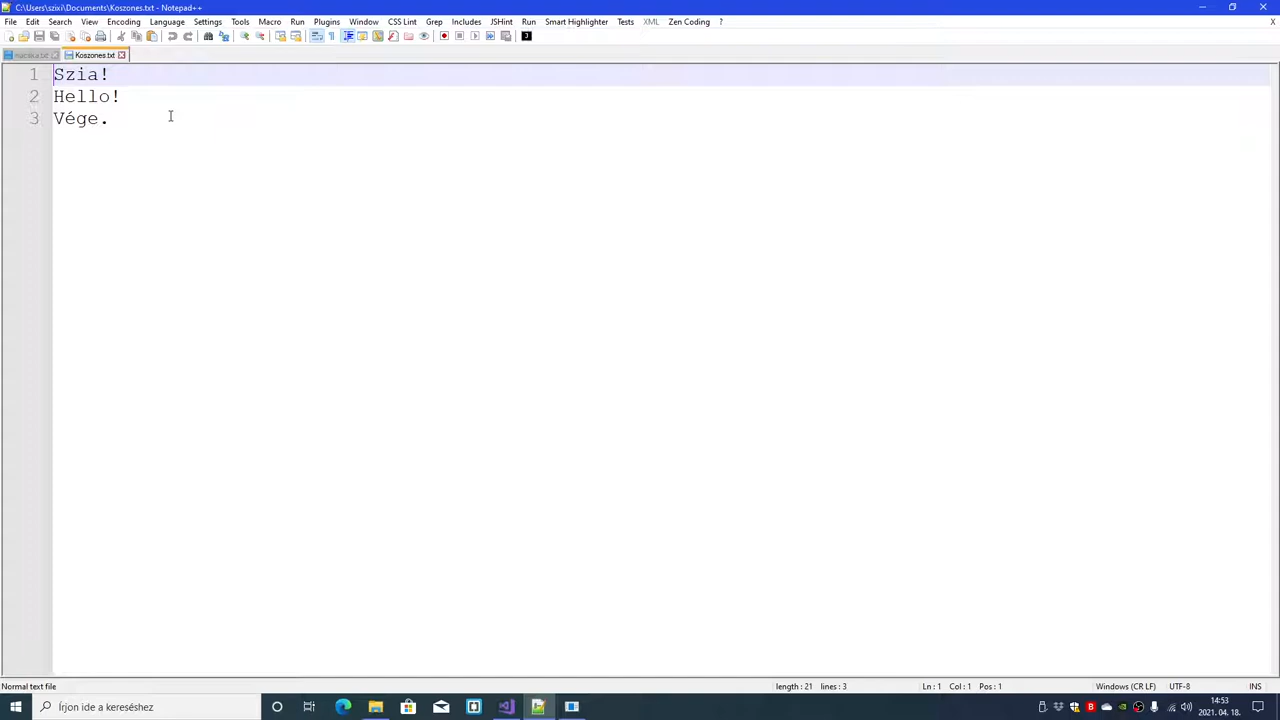 C:\Users\szixi\Documents\Koszones.txt - Notepad++
File Edit Search View Encoding Language Settings Tools Macro Run Plugins Window CSS Lint Grep Includes JSHint Run Smart Highlighter Tests XML Zen Coding ? X
Koszones.txt
1 Szia!
2 Hello!
3 Vége.
Normal text file length : 21 lines : 3 Ln : 1 Col : 1 Pos : 1 Windows (CR LF) UTF-8 INS
Írjon ide a kereséshez
14:53
2021. 04. 18.